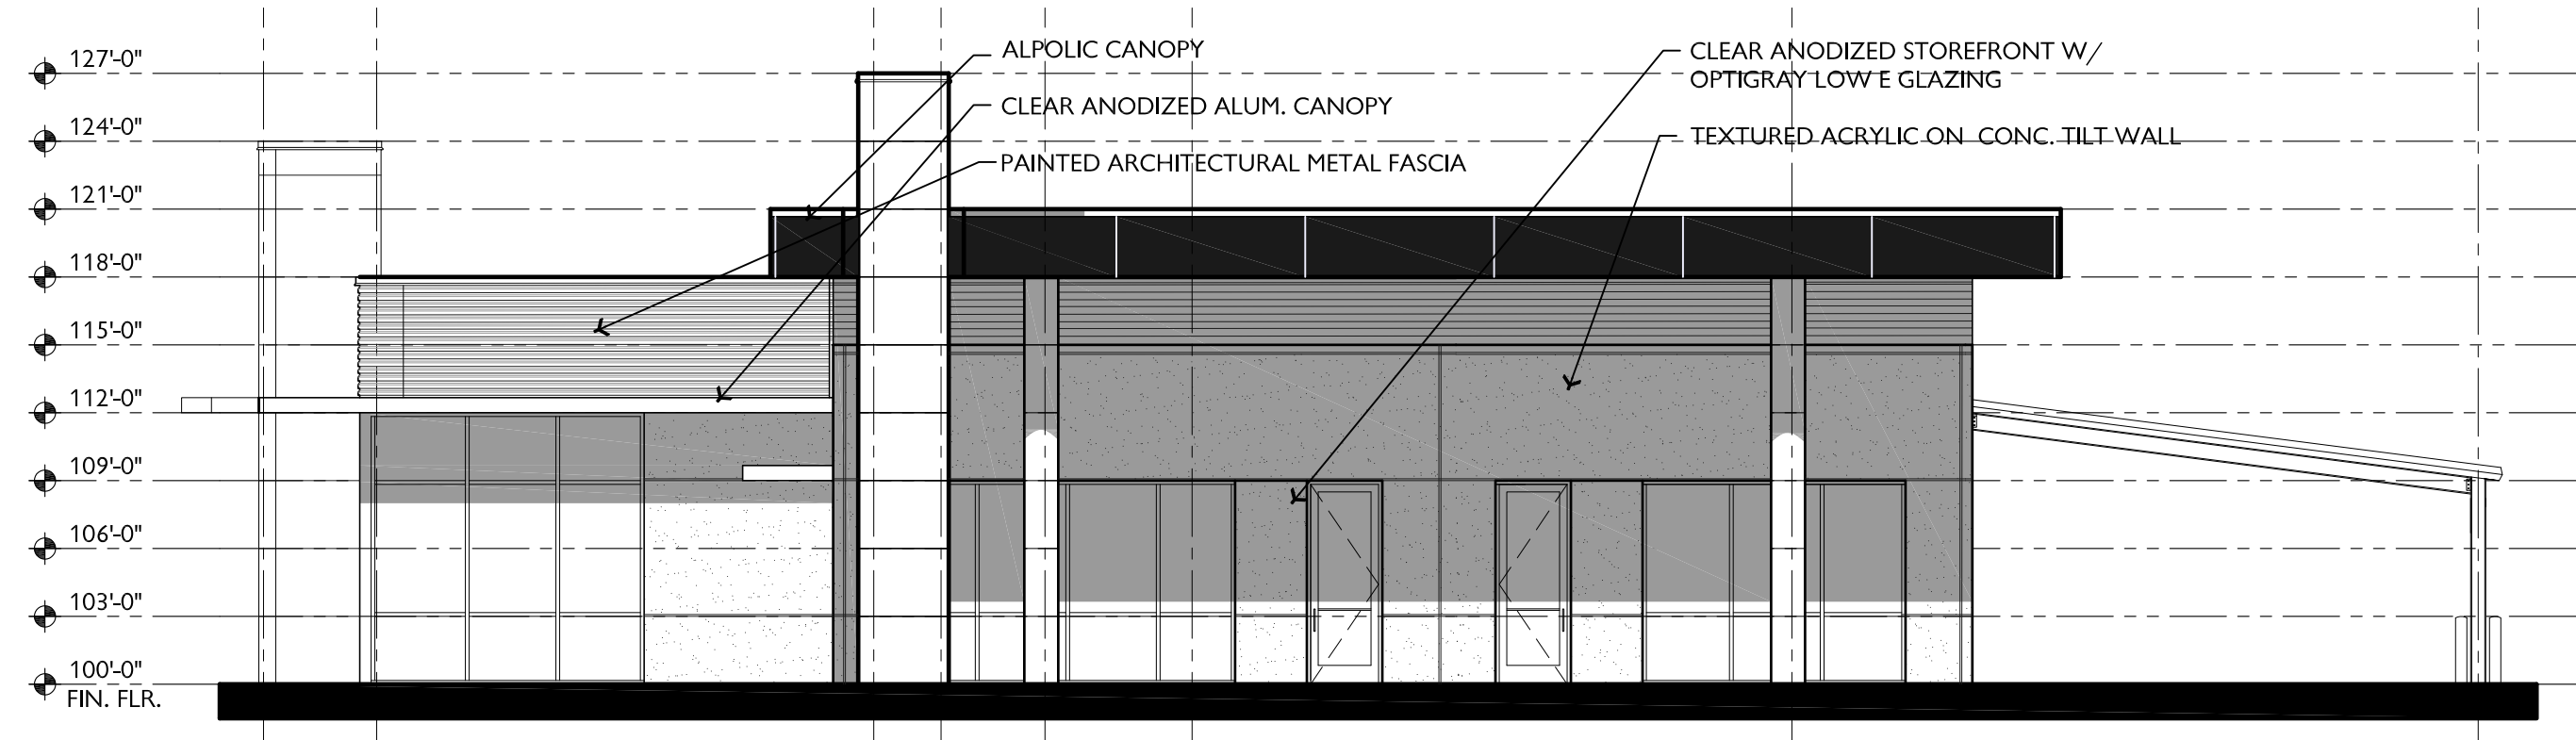 127'-0"
124'-0"
121'-0"
118'-0"
115'-0"
112'-0"
109'-0"
106'-0"
103'-0"
100'-0"
FIN. FLR.
ALPOLIC CANOPY
CLEAR ANODIZED ALUM. CANOPY
PAINTED ARCHITECTURAL METAL FASCIA
CLEAR ANODIZED STOREFRONT W/
OPTIGRAY LOW E GLAZING
TEXTURED ACRYLIC ON CONC. TILT WALL